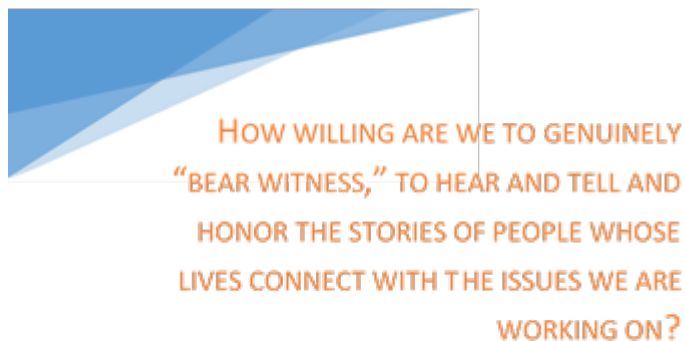 How willing are we to genuinely
“bear witness,” to hear and tell and
honor the stories of people whose
lives connect with the issues we are
working on?